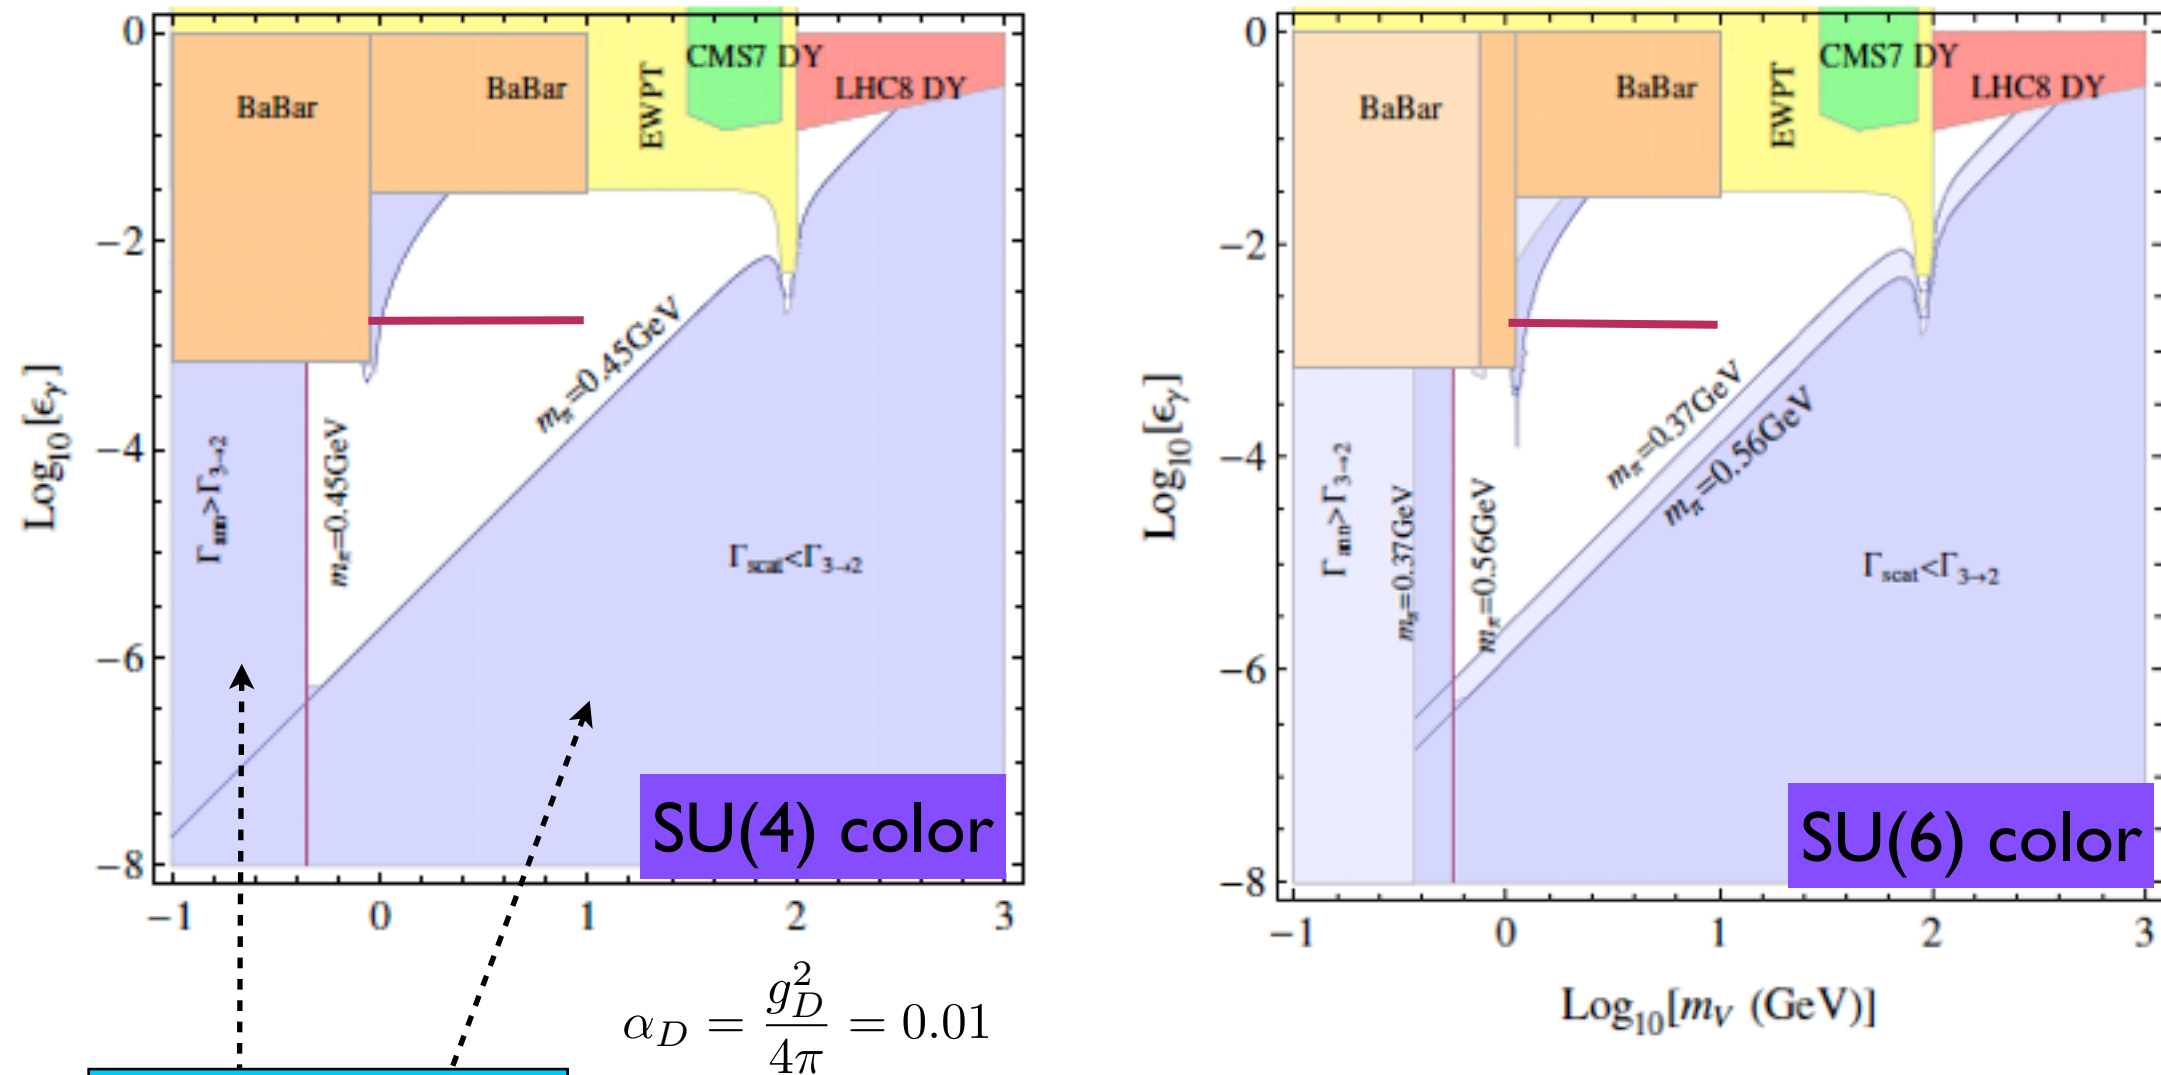 0
−2
−4
−6
−8
Log₁₀[ϵᵧ]
BaBar
BaBar
EWPT
CMS7 DY
LHC8 DY
mπ=0.45GeV
mπ=0.45GeV
Γann>Γ3→2
Γscat<Γ3→2
SU(4) color
−1 0 1 2 3
αD = g²D / 4π = 0.01
0
−2
−4
−6
−8
Log₁₀[ϵᵧ]
BaBar
BaBar
EWPT
CMS7 DY
LHC8 DY
mπ=0.37GeV
mπ=0.56GeV
Γann>Γ3→2
mπ=0.37GeV
mπ=0.56GeV
Γscat<Γ3→2
SU(6) color
−1 0 1 2 3
Log₁₀[mV (GeV)]